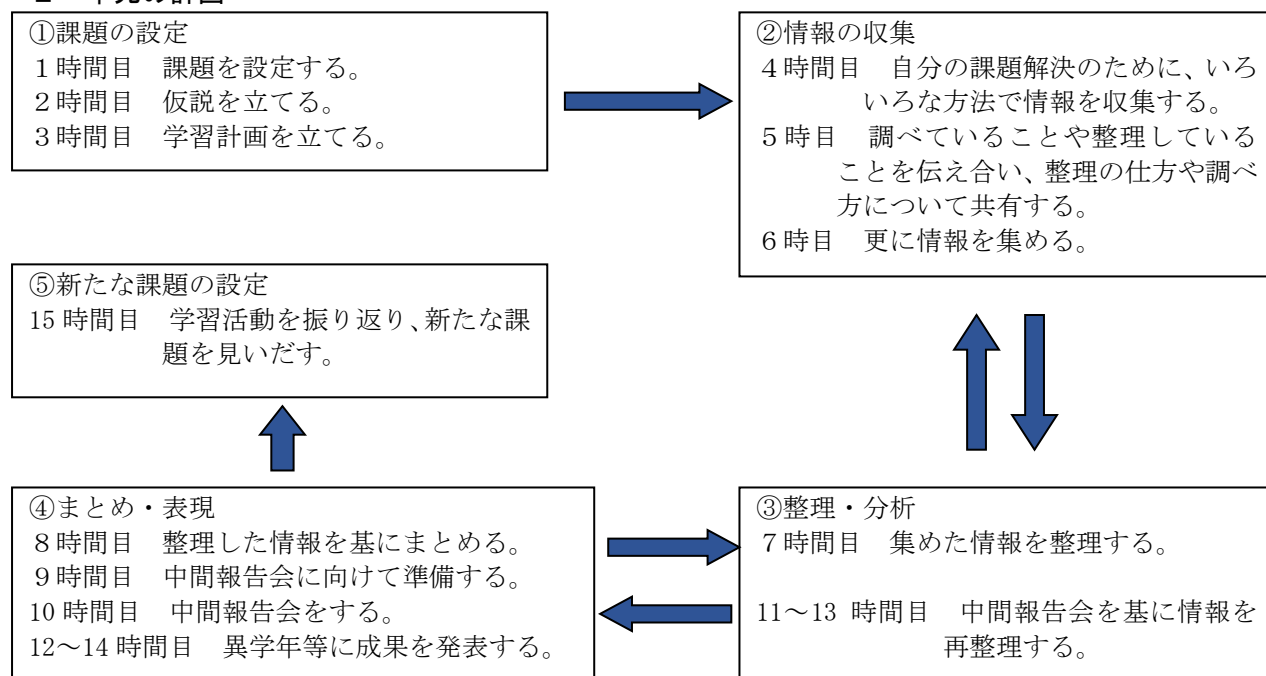 ①課題の設定
1時間目 課題を設定する。
2時間目 仮説を立てる。
3時間目 学習計画を立てる。
②情報の収集
4時間目 自分の課題解決のために、いろ
いろな方法で情報を収集する。
5時目 調べていることや整理している
ことを伝え合い、整理の仕方や調べ
方について共有する。
6時目 更に情報を集める。
⑤新たな課題の設定
15時間目 学習活動を振り返り、新たな課
題を見いだす。
④まとめ・表現
8時間目 整理した情報を基にまとめる。
9時間目 中間報告会に向けて準備する。
10時間目 中間報告会をする。
12~14時間目 異学年等に成果を発表する。
③整理・分析
7時間目 集めた情報を整理する。
11~13 時間目 中間報告会を基に情報を
再整理する。